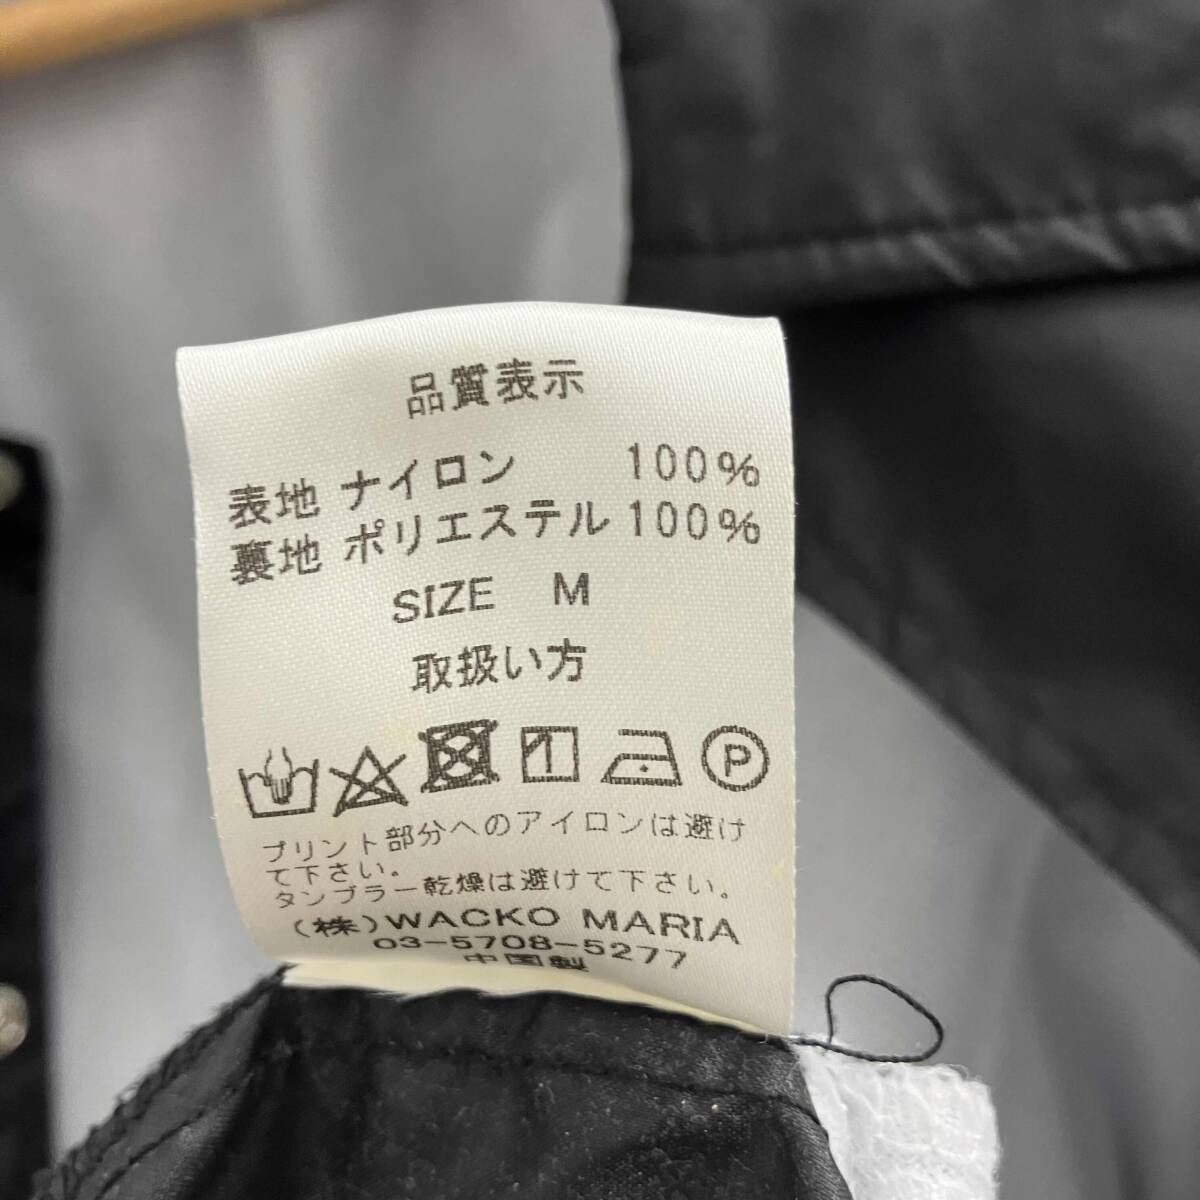 品質表示
表地 ナイロン 100%
裏地 ポリエステル 100%
SIZE M
取扱い方
P
プリント部分へのアイロンは避け
て下さい。
タンブラー乾燥は避けて下さい。
(株)WACKO MARIA
03-5708-5277
中国製